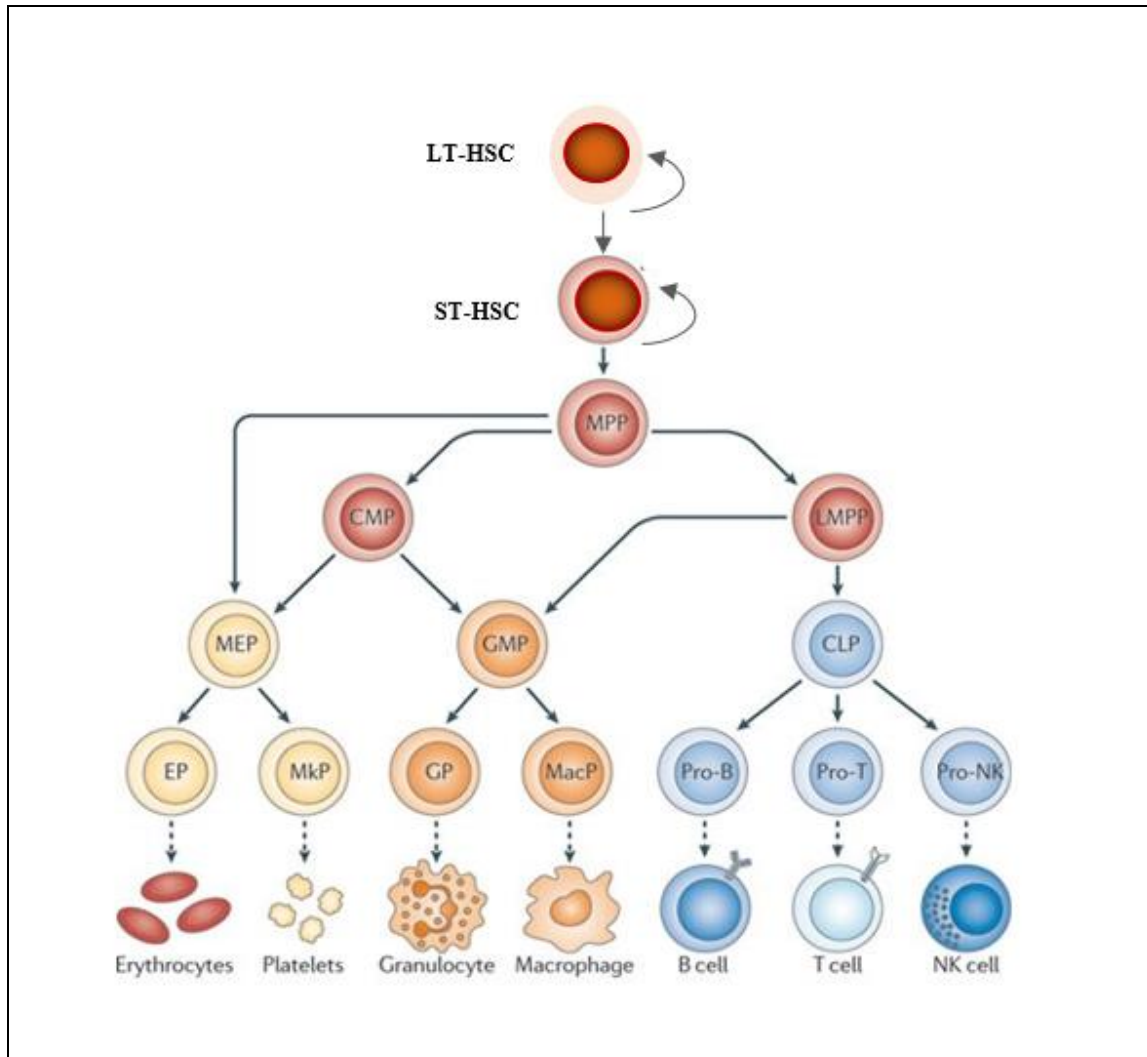 LT-HSC
ST-HSC
MPP
CMP
LMPP
MEP
GMP
CLP
EP
MkP
GP
MacP
Pro-B
Pro-T
Pro-NK
Erythrocytes
Platelets
Granulocyte
Macrophage
B cell
T cell
NK cell